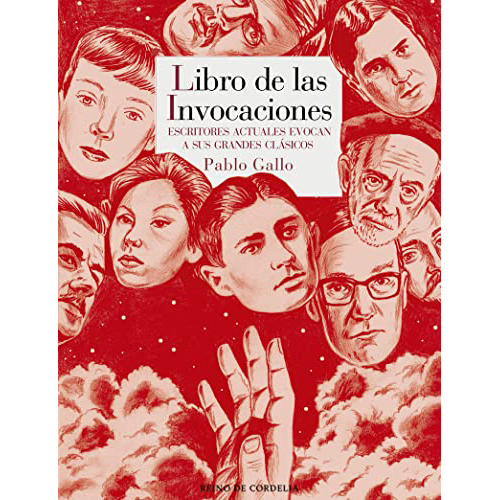 Libro de las
Invocaciones
ESCRITORES ACTUALES EVOCAN
A SUS GRANDES CLÁSICOS
Pablo Gallo
REINO DE CORDELIA